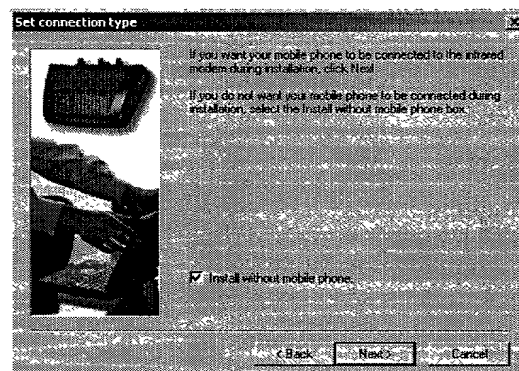 Set connection type
If you want your mobile phone to be connected to the infrared
modem during installation, click Next
If you do not want your mobile phone to be connected during
installation, select the Install without mobile phone box.
Install without mobile phone.
< Back
Next >
Cancel